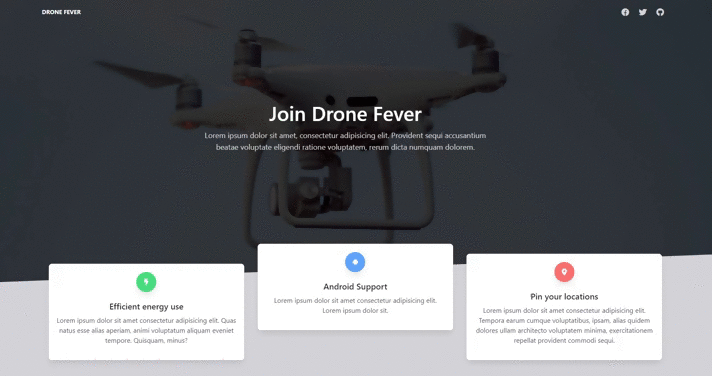 DRONE FEVER
Join Drone Fever
Lorem ipsum dolor sit amet, consectetur adipisicing elit. Provident sequi accusantium
beatae voluptate eligendi ratione voluptatem, rerum dicta numquam dolorem.
Efficient energy use
Lorem ipsum dolor sit amet consectetur adipisicing elit. Quas
natus esse alias aperiam, animi voluptatum aliquam eveniet
tempore. Quisquam, minus?
Android Support
Lorem ipsum dolor sit amet consectetur adipisicing elit.
Lorem ipsum dolor sit.
Pin your locations
Lorem ipsum dolor sit amet consectetur adipisicing elit.
Tempora earum cumque voluptatibus, ipsam, alias quidem
dolores ullam architecto voluptatem minima, exercitationem
repellat provident commodi sequi.